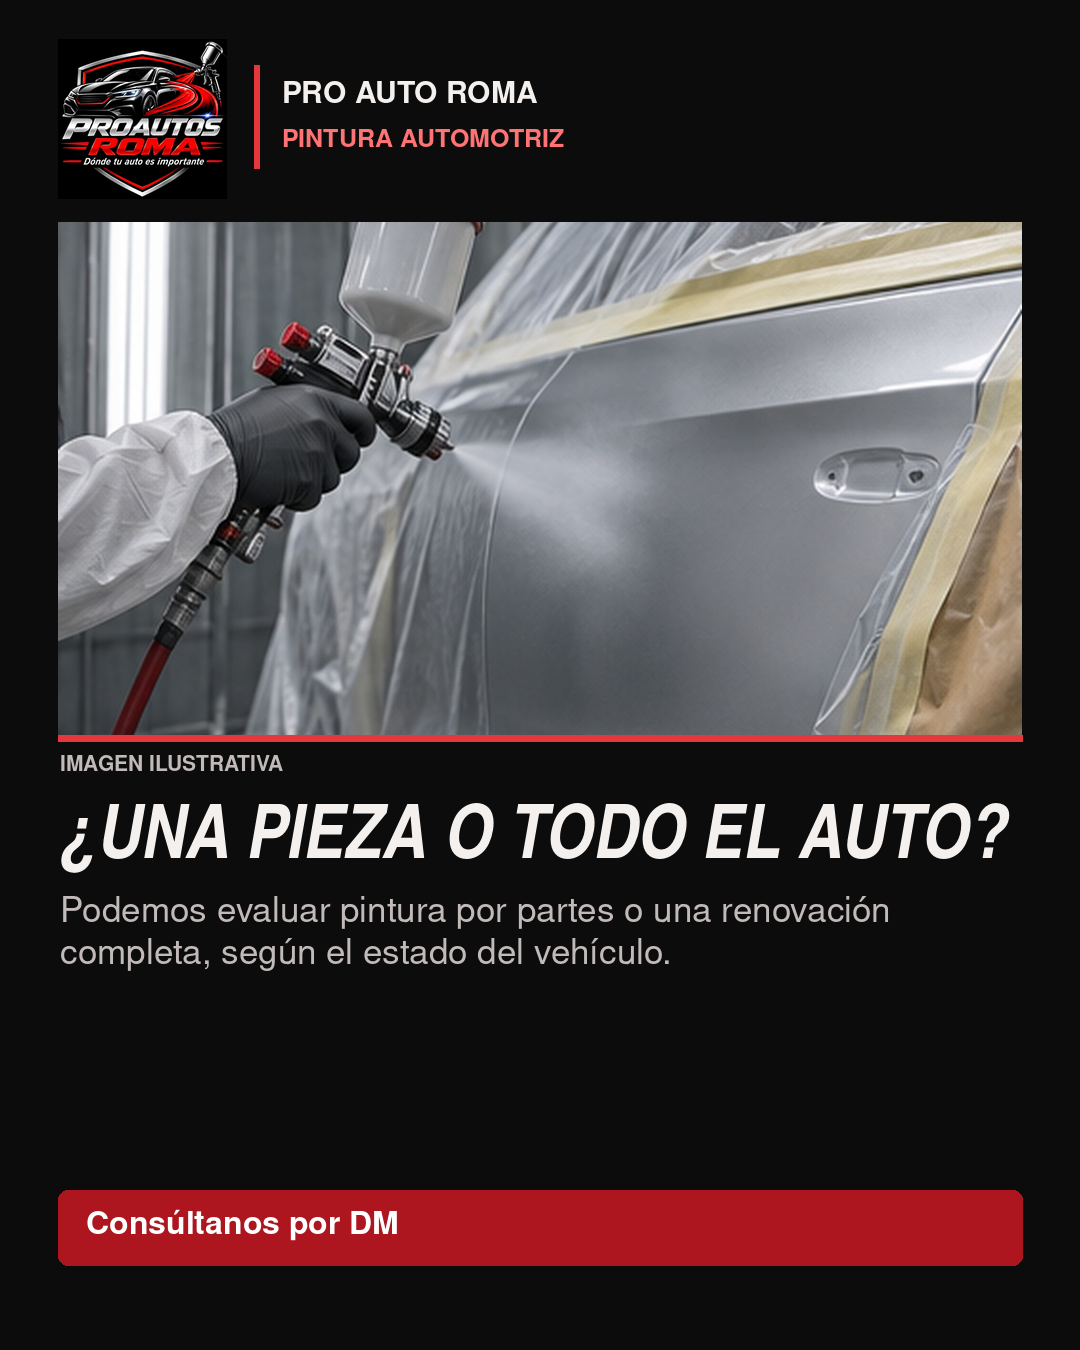 PROAUTOS
ROMA
Dónde tu auto es importante
PRO AUTO ROMA
PINTURA AUTOMOTRIZ
IMAGEN ILUSTRATIVA
¿UNA PIEZA O TODO EL AUTO?
Podemos evaluar pintura por partes o una renovación
completa, según el estado del vehículo.
Consúltanos por DM